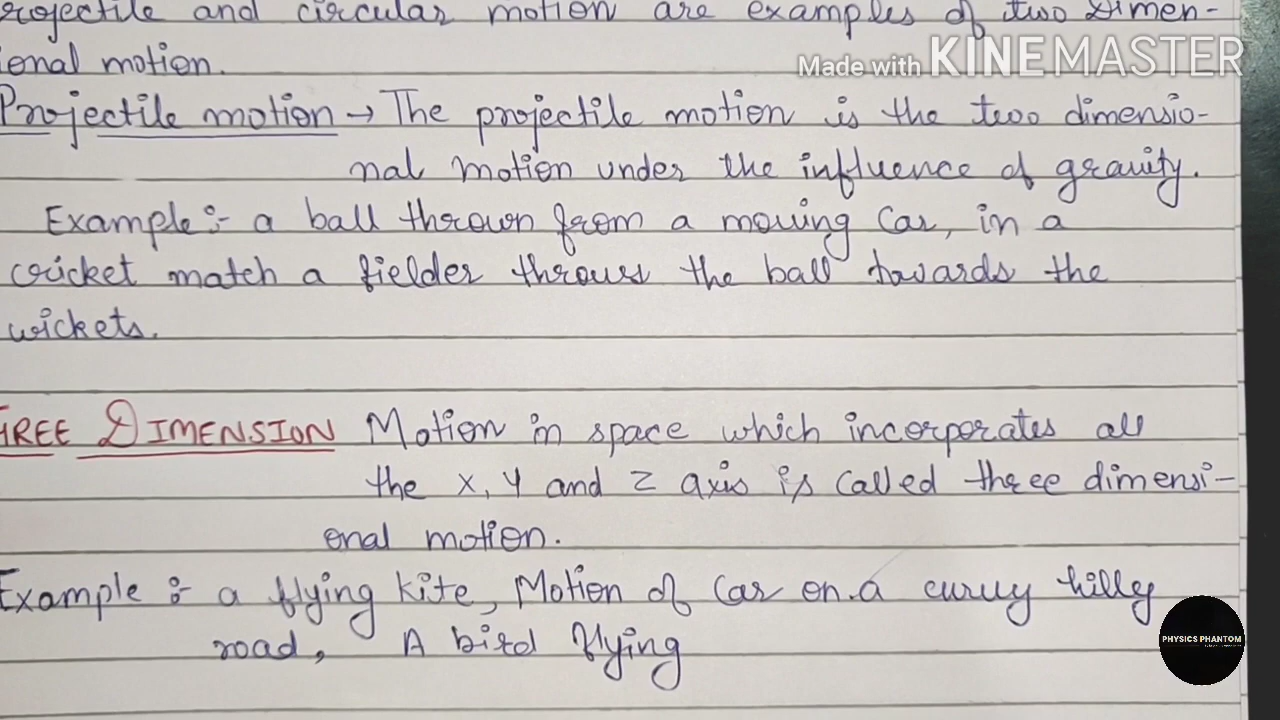 rojectile and circular motion are examples of two Dimen-
ional motion.
Made with KINEMASTER
Projectile motion → The projectile motion is the two dimensio-
nal motion under the influence of gravity.
Example :- a ball thrown from a moving Car, in a
cricket match a fielder throws the ball towards the
wickets.
HREE DIMENSION Motion in space which incorporates all
the x, y and z axis is called three dimensi-
onal motion.
Example :- a flying kite, Motion of Car on a curvy hilly
road, A bird flying
PHYSICS PHANTOM